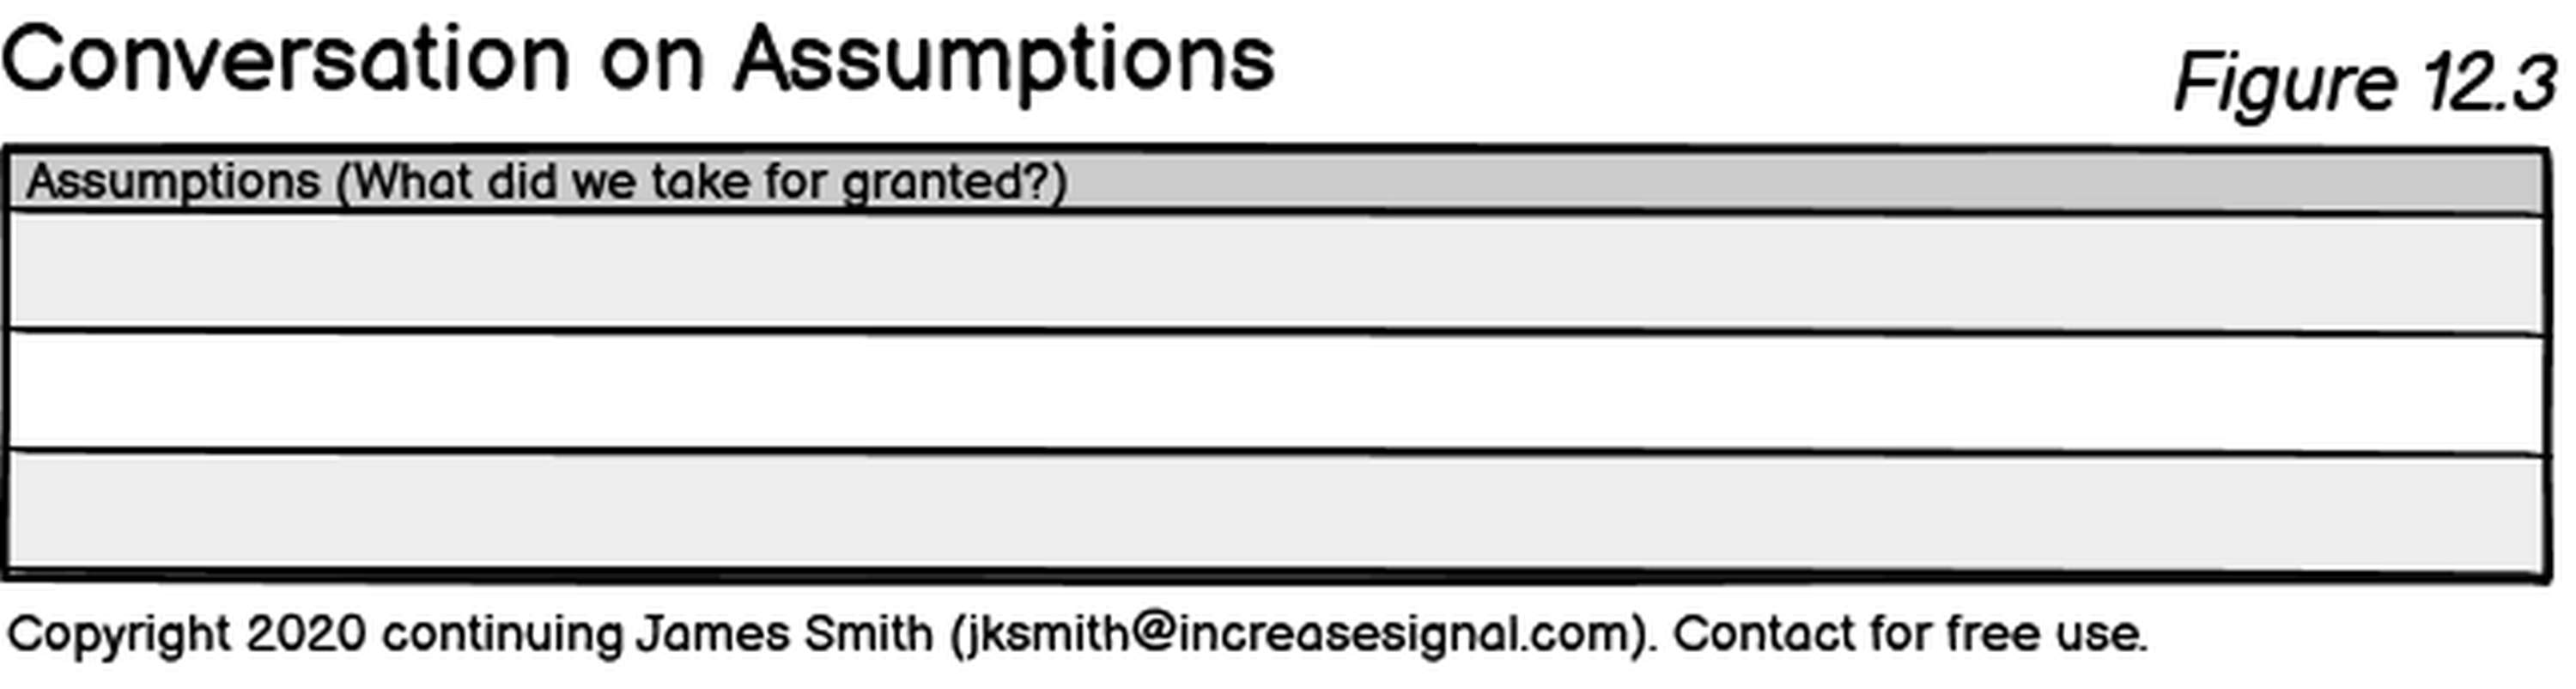 Conversation on Assumptions
Figure 12.3
Assumptions (What did we take for granted?)
Copyright 2020 continuing James Smith (jksmith@increasesignal.com). Contact for free use.